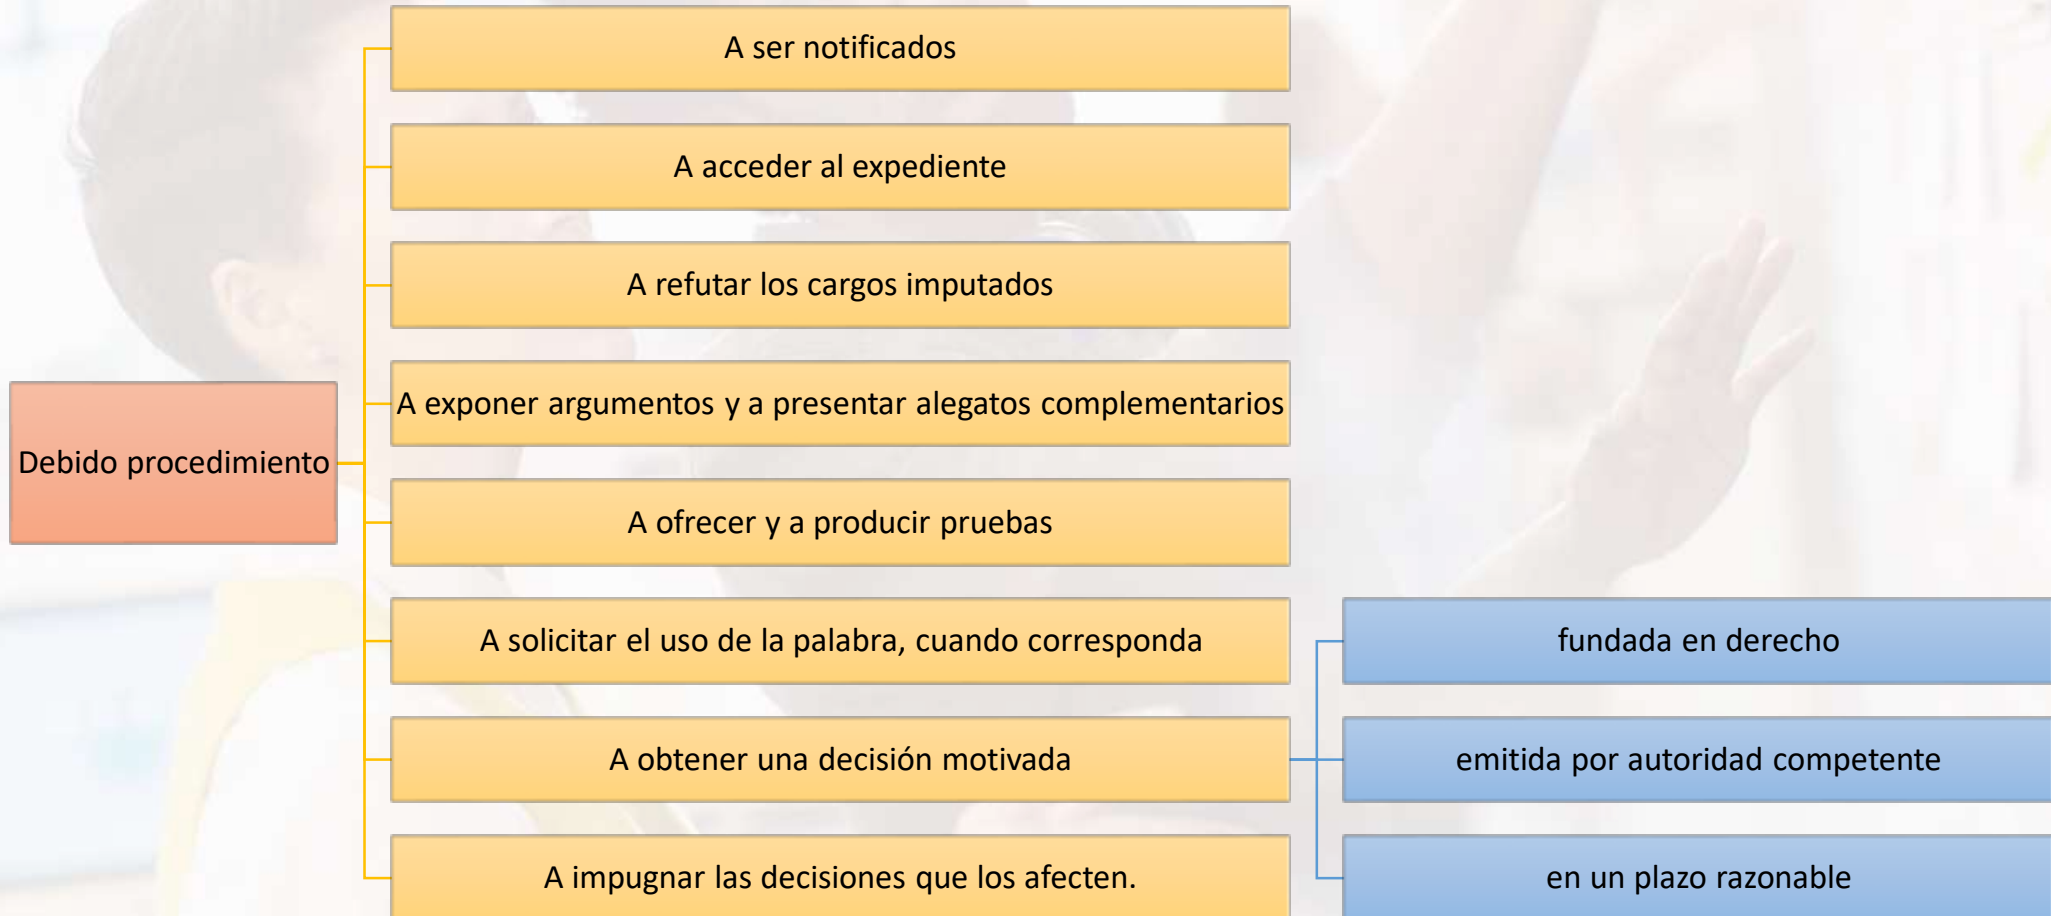 Debido procedimiento
A ser notificados
A acceder al expediente
A refutar los cargos imputados
A exponer argumentos y a presentar alegatos complementarios
A ofrecer y a producir pruebas
A solicitar el uso de la palabra, cuando corresponda
A obtener una decisión motivada
fundada en derecho
emitida por autoridad competente
en un plazo razonable
A impugnar las decisiones que los afecten.